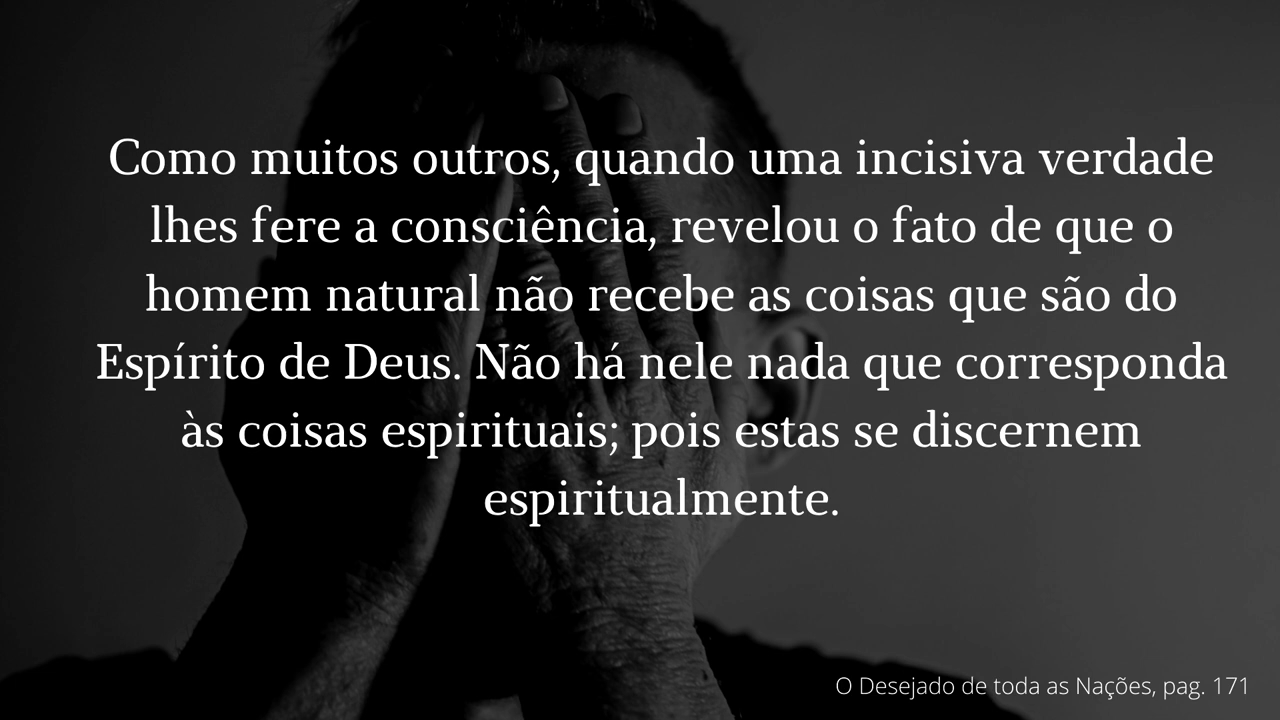 Como muitos outros, quando uma incisiva verdade
lhes fere a consciência, revelou o fato de que o
homem natural não recebe as coisas que são do
Espírito de Deus. Não há nele nada que corresponda
às coisas espirituais; pois estas se discernem
espiritualmente.
O Desejado de toda as Nações, pag. 171